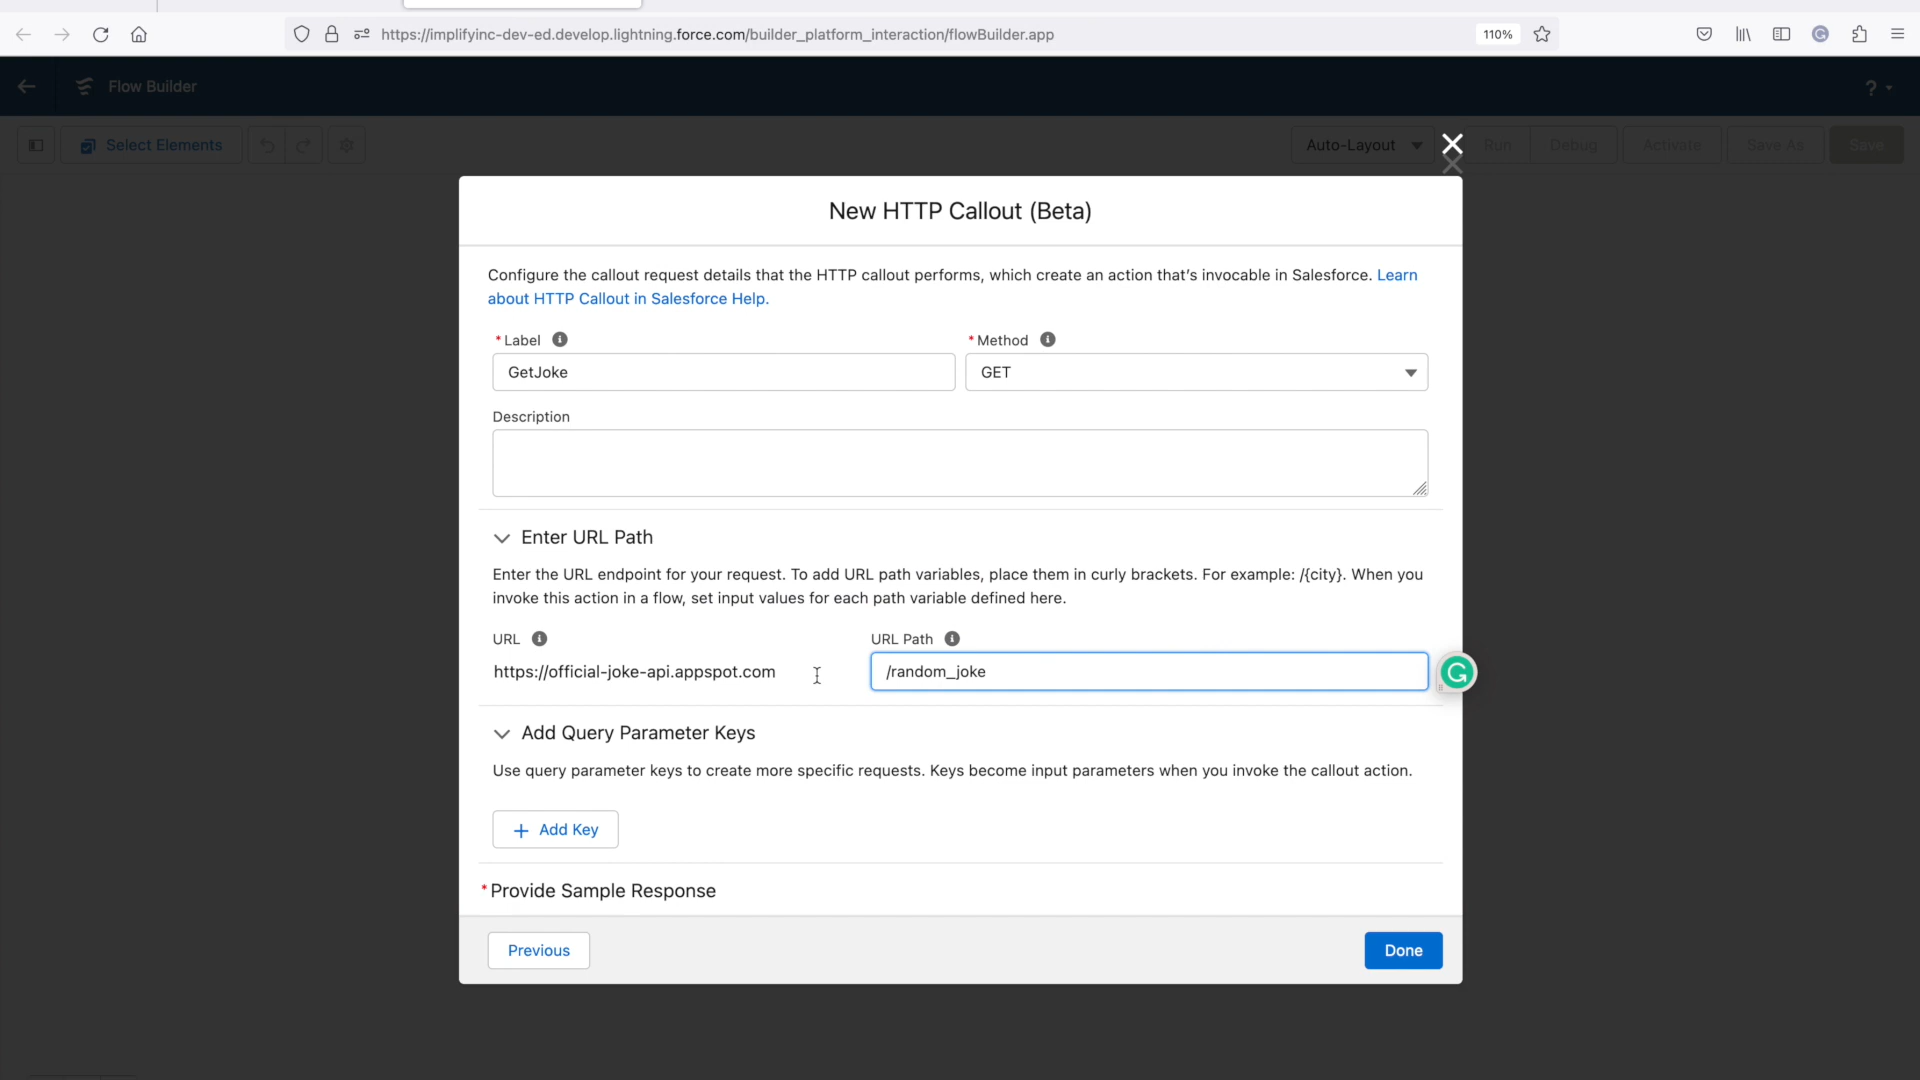 https://implifyinc-dev-ed.develop.lightning.force.com/builder_platform_interaction/flowBuilder.app
110%
Flow Builder
?
Select Elements
Auto-Layout
Run
Debug
Activate
Save As
Save
New HTTP Callout (Beta)
Configure the callout request details that the HTTP callout performs, which create an action that's invocable in Salesforce. Learn
about HTTP Callout in Salesforce Help.
*Label
*Method
GetJoke
GET
Description
Enter URL Path
Enter the URL endpoint for your request. To add URL path variables, place them in curly brackets. For example: /{city}. When you
invoke this action in a flow, set input values for each path variable defined here.
URL
URL Path
https://official-joke-api.appspot.com
/random_joke
Add Query Parameter Keys
Use query parameter keys to create more specific requests. Keys become input parameters when you invoke the callout action.
+ Add Key
*Provide Sample Response
Previous
Done